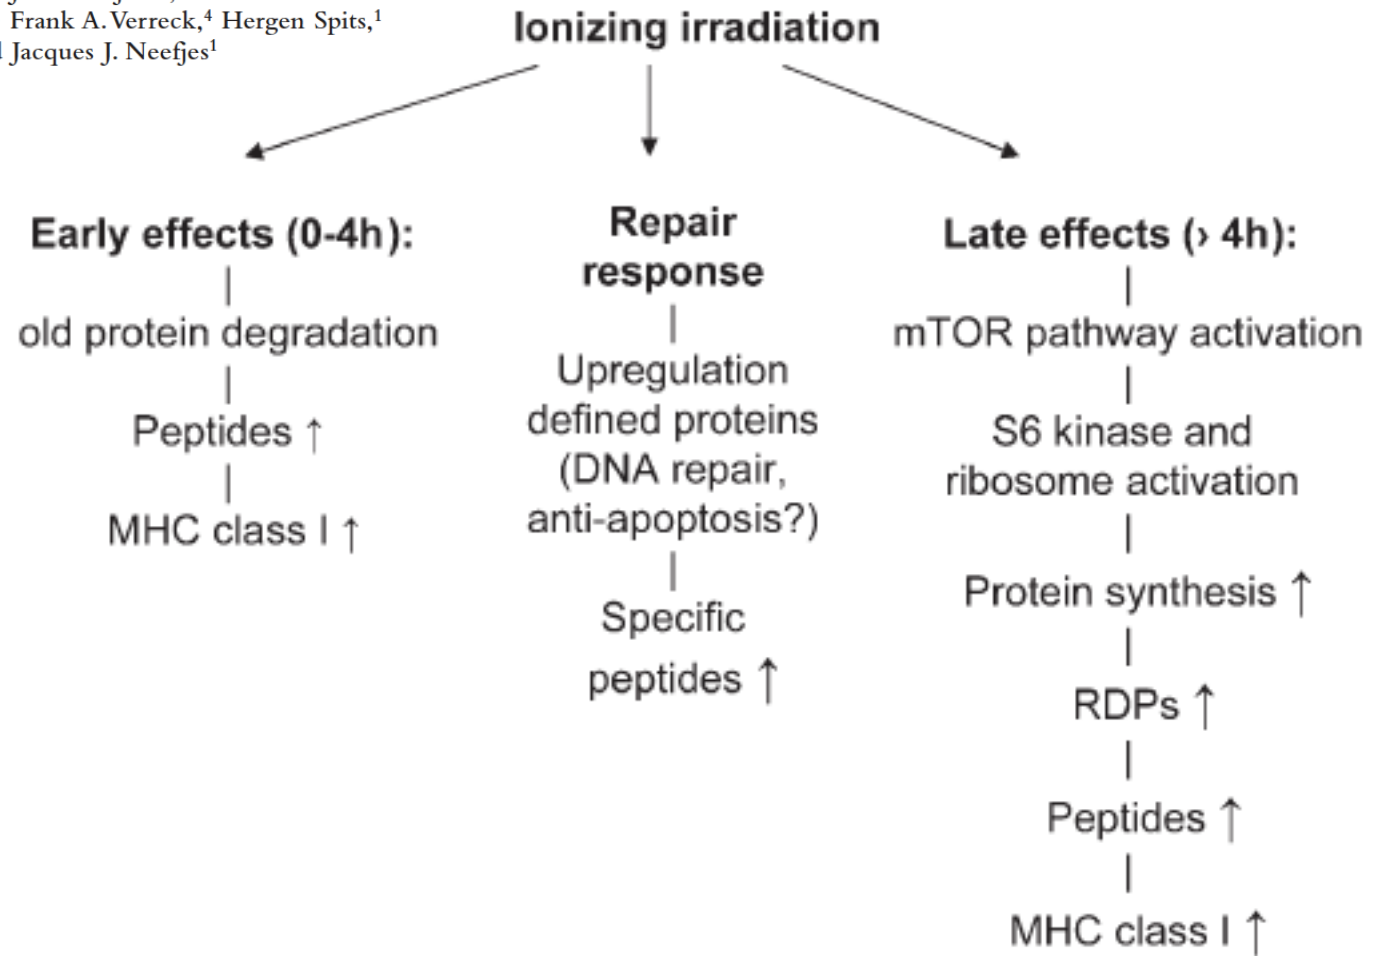 Frank A. Verreck,⁴ Hergen Spits,¹
Jacques J. Neefjes¹
Ionizing irradiation
Early effects (0-4h):
old protein degradation
Peptides ↑
MHC class I ↑
Repair
response
Upregulation
defined proteins
(DNA repair,
anti-apoptosis?)
Specific
peptides ↑
Late effects (› 4h):
mTOR pathway activation
S6 kinase and
ribosome activation
Protein synthesis ↑
RDPs ↑
Peptides ↑
MHC class I ↑